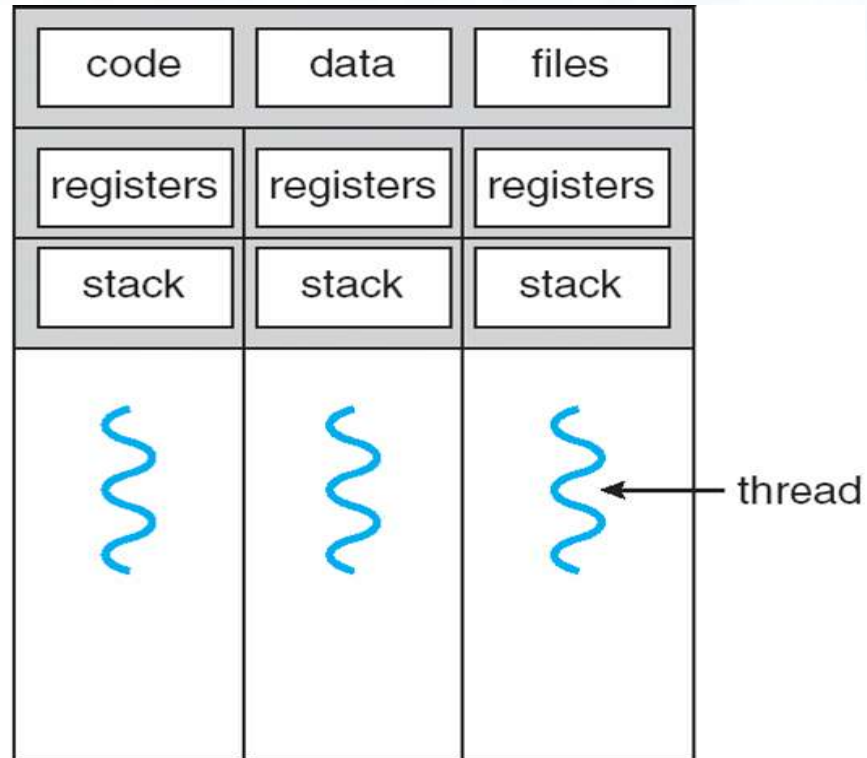 code data files
registers registers registers
stack stack stack
thread